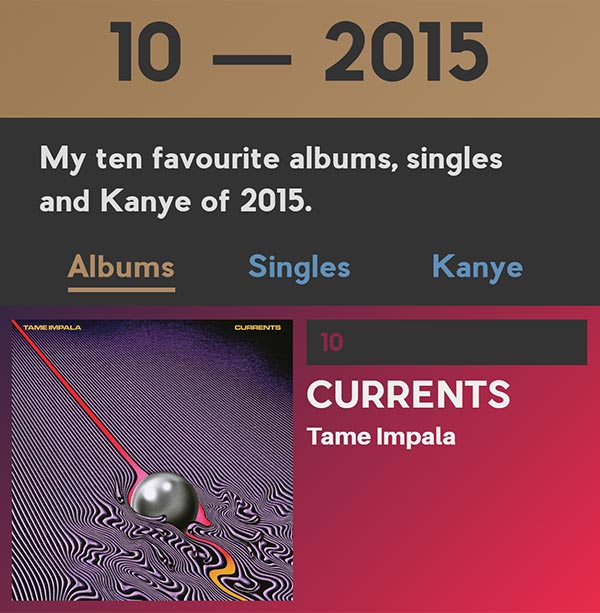 10 — 2015
My ten favourite albums, singles
and Kanye of 2015.
Albums Singles Kanye
TAME IMPALA CURRENTS
10
CURRENTS
Tame Impala